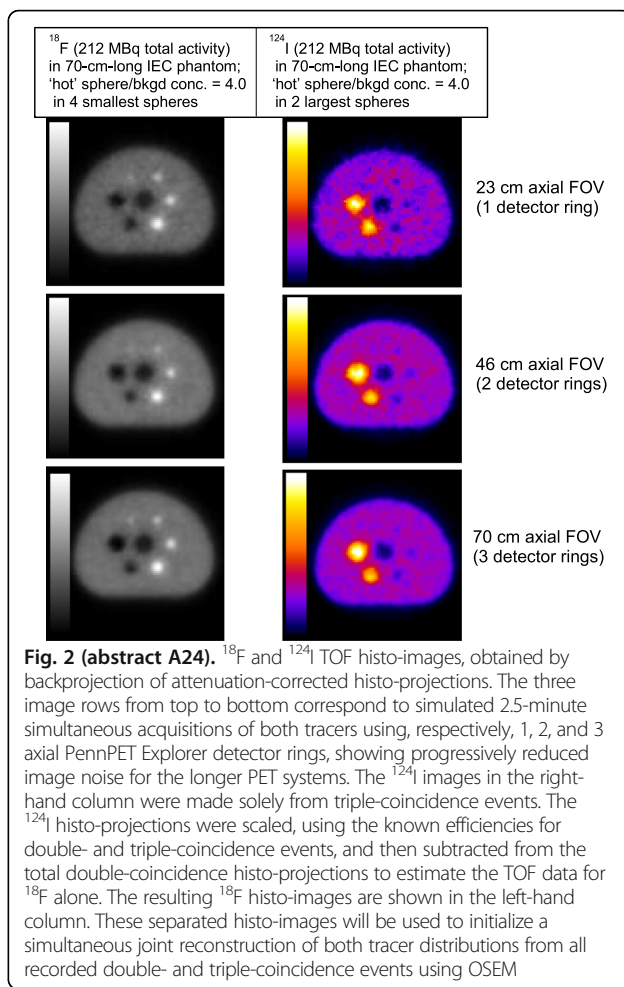 ¹⁸F (212 MBq total activity)
in 70-cm-long IEC phantom;
'hot' sphere/bkgd conc. = 4.0
in 4 smallest spheres
¹²⁴I (212 MBq total activity)
in 70-cm-long IEC phantom;
'hot' sphere/bkgd conc. = 4.0
in 2 largest spheres
23 cm axial FOV
(1 detector ring)
46 cm axial FOV
(2 detector rings)
70 cm axial FOV
(3 detector rings)
Fig. 2 (abstract A24). ¹⁸F and ¹²⁴I TOF histo-images, obtained by
backprojection of attenuation-corrected histo-projections. The three
image rows from top to bottom correspond to simulated 2.5-minute
simultaneous acquisitions of both tracers using, respectively, 1, 2, and 3
axial PennPET Explorer detector rings, showing progressively reduced
image noise for the longer PET systems. The ¹²⁴I images in the right-
hand column were made solely from triple-coincidence events. The
¹²⁴I histo-projections were scaled, using the known efficiencies for
double- and triple-coincidence events, and then subtracted from the
total double-coincidence histo-projections to estimate the TOF data for
¹⁸F alone. The resulting ¹⁸F histo-images are shown in the left-hand
column. These separated histo-images will be used to initialize a
simultaneous joint reconstruction of both tracer distributions from all
recorded double- and triple-coincidence events using OSEM